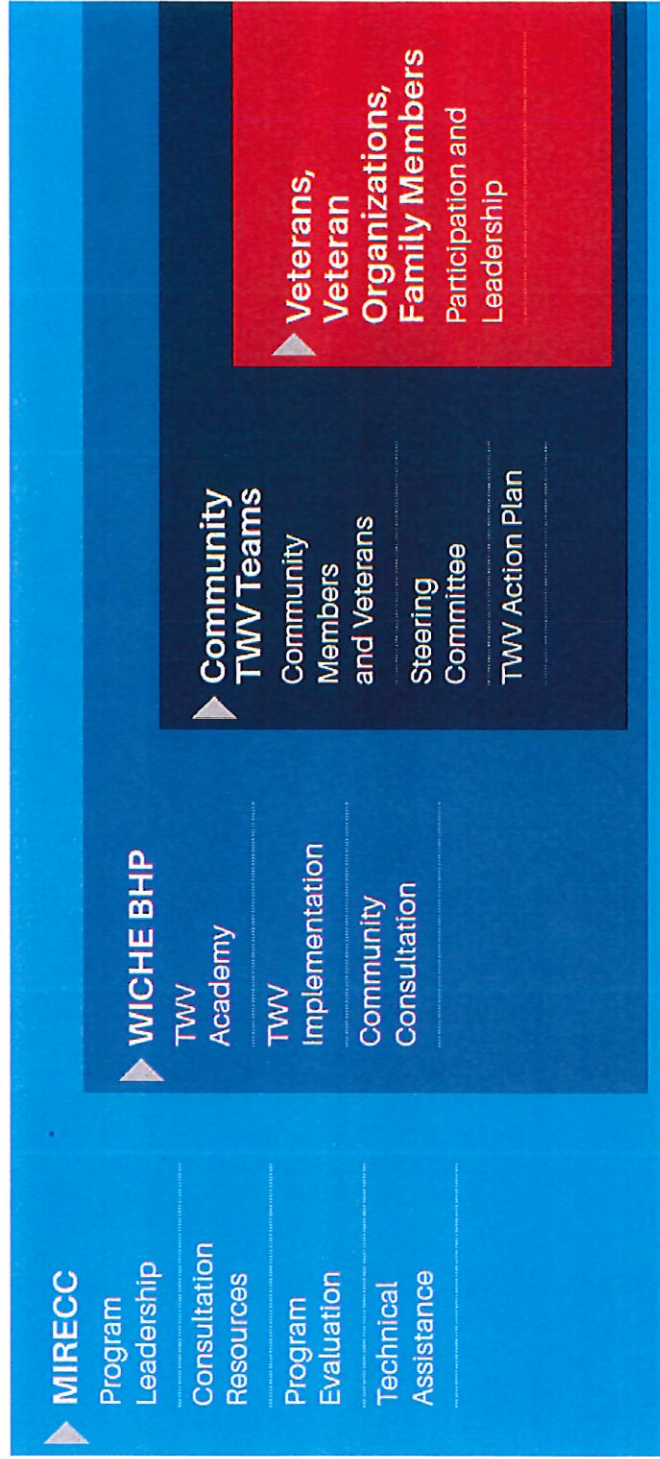 MIRECC
Program
Leadership
Consultation
Resources
Program
Evaluation
Technical
Assistance
WICHE BHP
TWV
Academy
TWV
Implementation
Community
Consultation
Community
TWV Teams
Community
Members
and Veterans
Steering
Committee
TWV Action Plan
Veterans,
Veteran
Organizations,
Family Members
Participation and
Leadership